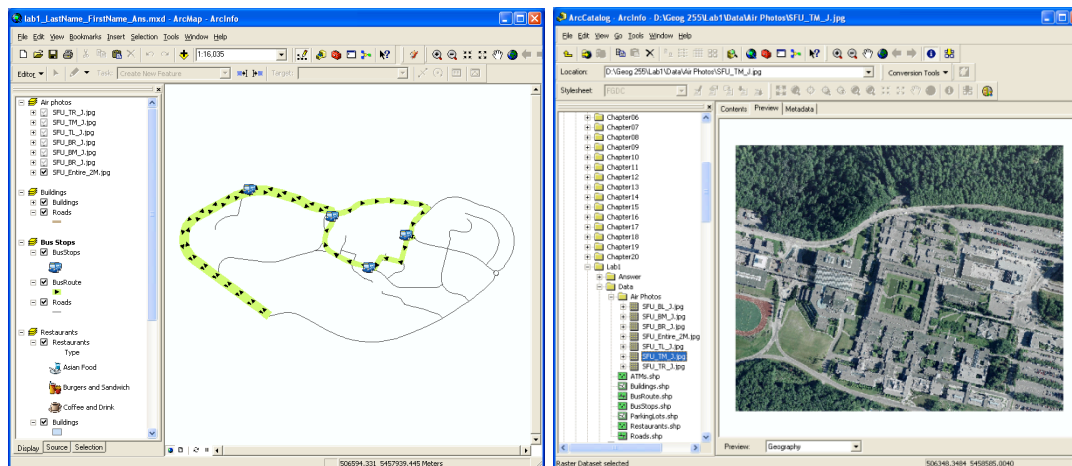 lab1_LastName_FirstName_Ans.mxd - ArcMap - ArcInfo
File Edit View Bookmarks Insert Selection Tools Window Help
1:16,035
Editor Task: Create New Feature Target:
Air photos
SFU_TR_J.jpg
SFU_TM_J.jpg
SFU_TL_J.jpg
SFU_BR_J.jpg
SFU_BM_J.jpg
SFU_BR_J.jpg
SFU_Entire_2M.jpg
Buildings
Buildings
Roads
Bus Stops
BusStops
BusRoute
Roads
Restaurants
Restaurants
Type
Asian Food
Burgers and Sandwich
Coffee and Drink
Buildings
Display Source Selection
506594.331 5457939.445 Meters
ArcCatalog - ArcInfo - D:\Geog 255\Lab1\Data\Air Photos\SFU_TM_J.jpg
File Edit View Go Tools Window Help
Location: D:\Geog 255\Lab1\Data\Air Photos\SFU_TM_J.jpg Conversion Tools
Stylesheet: FGDC
Contents Preview Metadata
Chapter06
Chapter07
Chapter08
Chapter09
Chapter10
Chapter11
Chapter12
Chapter13
Chapter14
Chapter15
Chapter16
Chapter17
Chapter18
Chapter19
Chapter20
Lab1
Answer
Data
Air Photos
SFU_BL_J.jpg
SFU_BM_J.jpg
SFU_BR_J.jpg
SFU_Entire_2M.jpg
SFU_TL_J.jpg
SFU_TM_J.jpg
SFU_TR_J.jpg
ATMs.shp
Buildings.shp
BusRoute.shp
BusStops.shp
ParkingLots.shp
Restaurants.shp
Roads.shp
Preview: Geography
Raster Dataset selected 506348.3484 5458585.0040